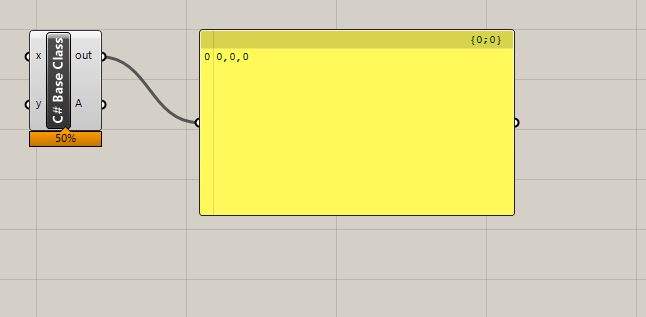 x
out
C# Base Class
y
A
50%
{0;0}
0 0,0,0